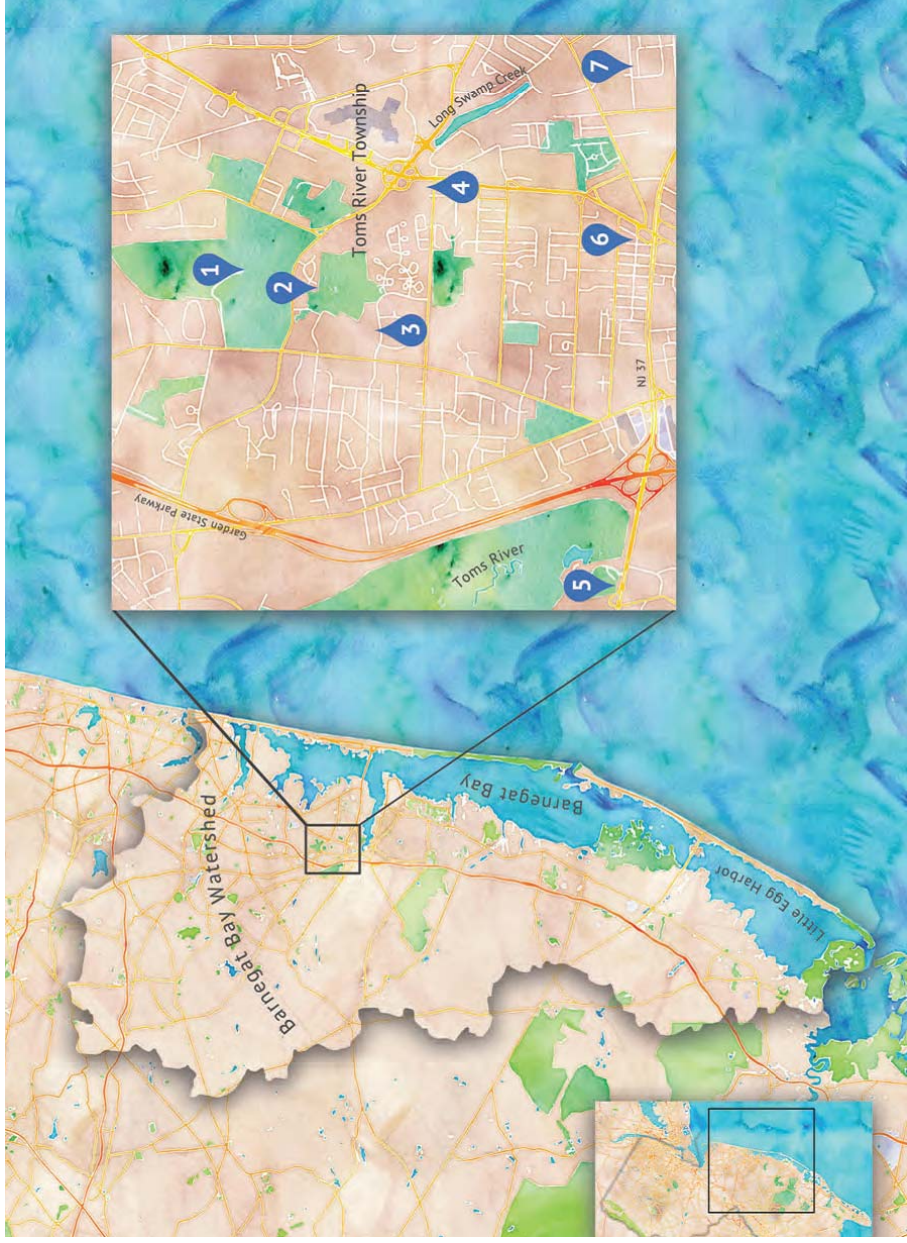 1
2
3
4
5
6
7
Toms River Township
Long Swamp Creek
Garden State Parkway
Toms River
NJ 37
Barnegat Bay Watershed
Barnegat Bay
Little Egg Harbor